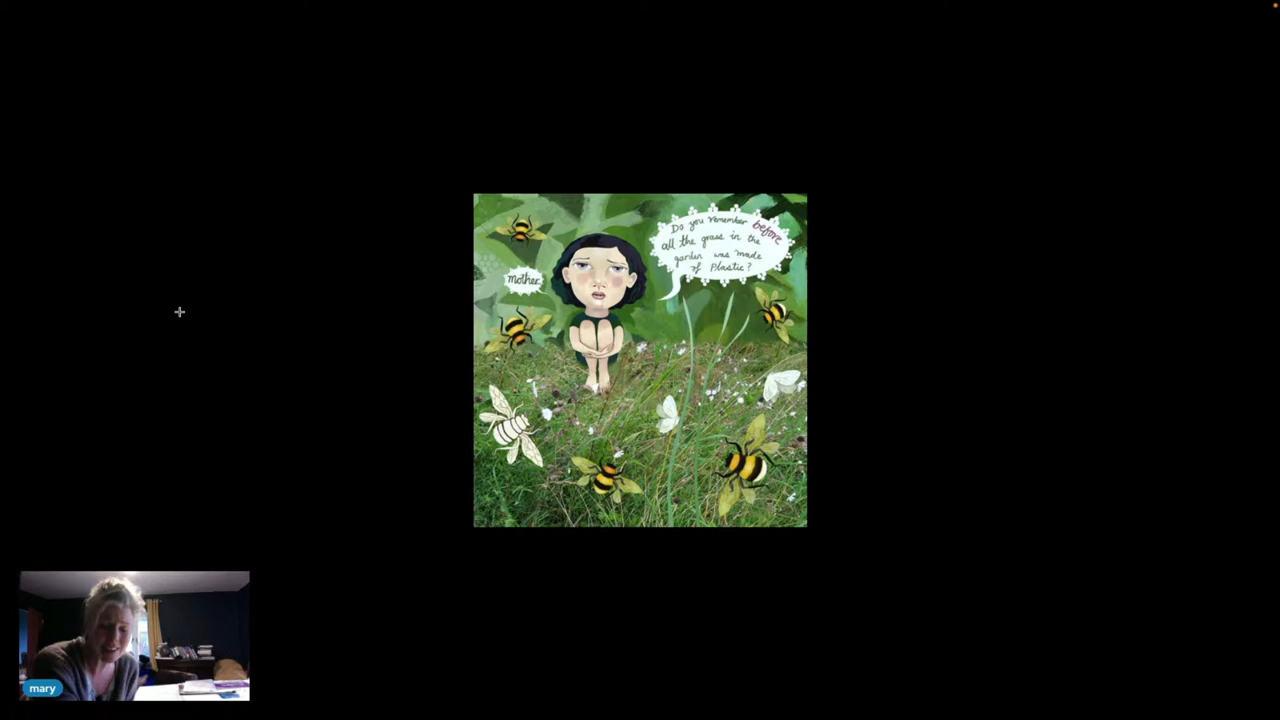 mother
Do you remember before
all the grass in the
garden was made
of Plastic?
mary